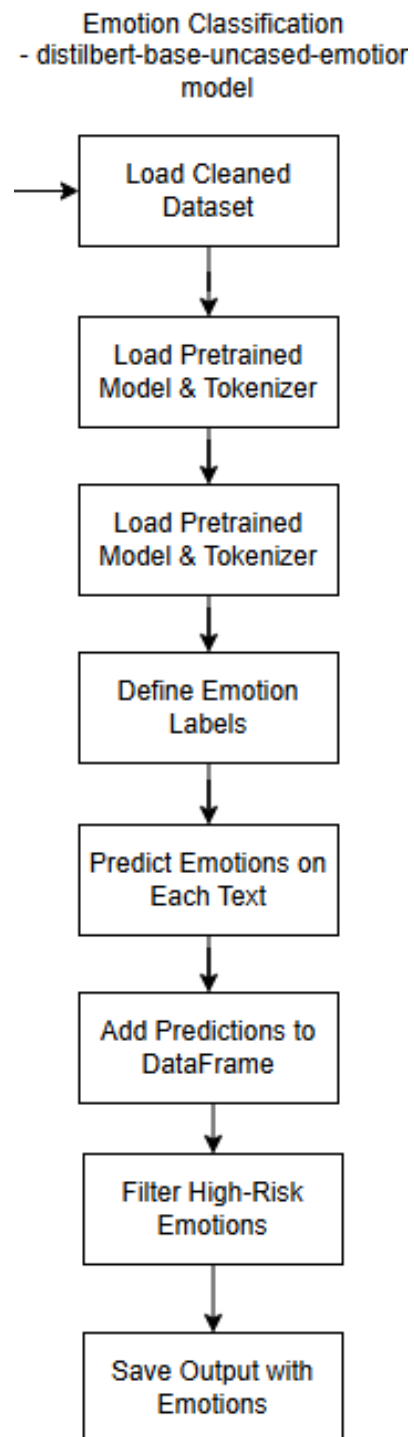 Emotion Classification
- distilbert-base-uncased-emotion
model
Load Cleaned
Dataset
Load Pretrained
Model & Tokenizer
Load Pretrained
Model & Tokenizer
Define Emotion
Labels
Predict Emotions on
Each Text
Add Predictions to
DataFrame
Filter High-Risk
Emotions
Save Output with
Emotions